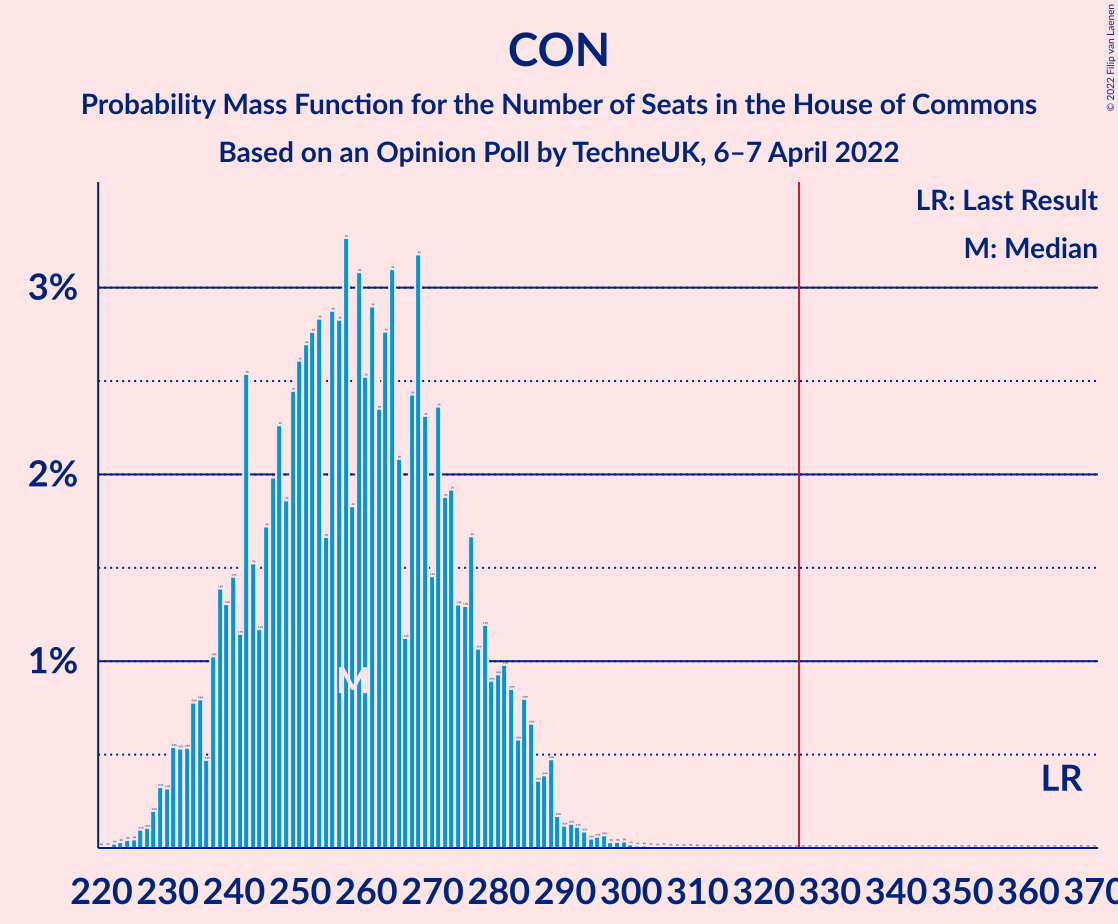 CON
Probability Mass Function for the Number of Seats in the House of Commons
Based on an Opinion Poll by TechneUK, 6–7 April 2022
© 2022 Filip van Laenen
LR: Last Result
M: Median
3%
2%
1%
M
LR
220 230 240 250 260 270 280 290 300 310 320 330 340 350 360 370